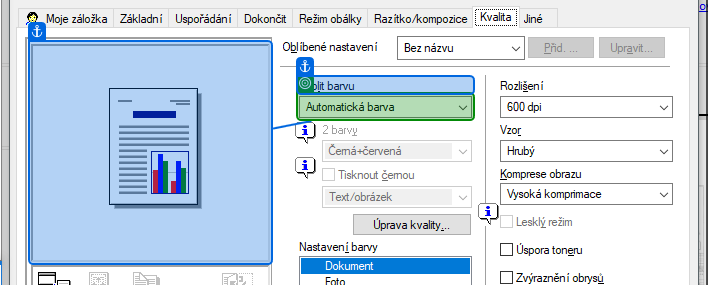 Moje záložka Základní Uspořádání Dokončit Režim obálky Razítko/kompozice Kvalita Jiné
Oblíbené nastavení Bez názvu Přid. ... Upravit...
olit barvu
Automatická barva
2 barvy
Černá+červená
Tisknout černou
Text/obrázek
Úprava kvality...
Nastavení barvy
Dokument
Foto
Rozlišení
600 dpi
Vzor
Hrubý
Komprese obrazu
Vysoká komprimace
Lesklý režim
Úspora toneru
Zvýraznění obrysů